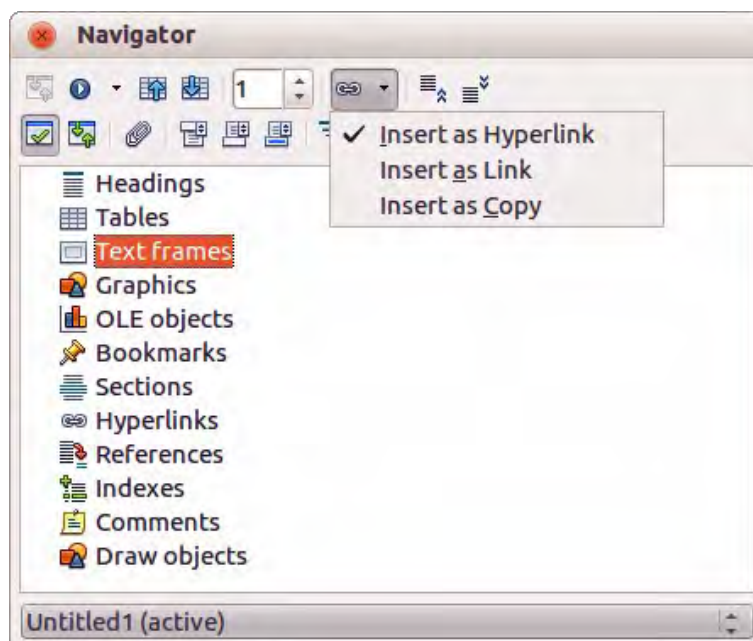 Navigator
1
Insert as Hyperlink
Insert as Link
Insert as Copy
Headings
Tables
Text frames
Graphics
OLE objects
Bookmarks
Sections
Hyperlinks
References
Indexes
Comments
Draw objects
Untitled1 (active)